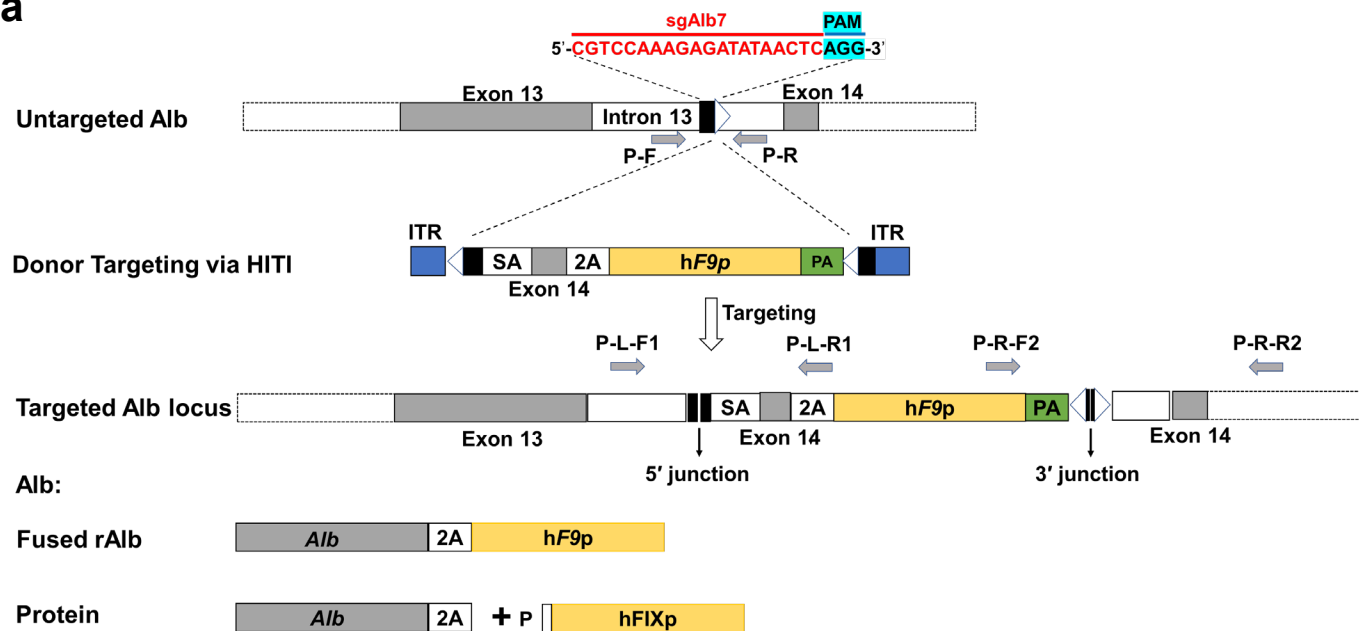 a
sgAlb7 PAM
5'-CGTCCAAAGAGATATAACTCAGG-3'
Exon 13 Exon 14
Untargeted Alb Intron 13
P-F P-R
ITR ITR
Donor Targeting via HITI SA 2A hF9p PA
Exon 14
Targeting
P-L-F1 P-L-R1 P-R-F2 P-R-R2
Targeted Alb locus SA 2A hF9p PA
Exon 13 Exon 14 Exon 14
5′ junction 3′ junction
Alb:
Fused rAlb Alb 2A hF9p
Protein Alb 2A + P hFIXp